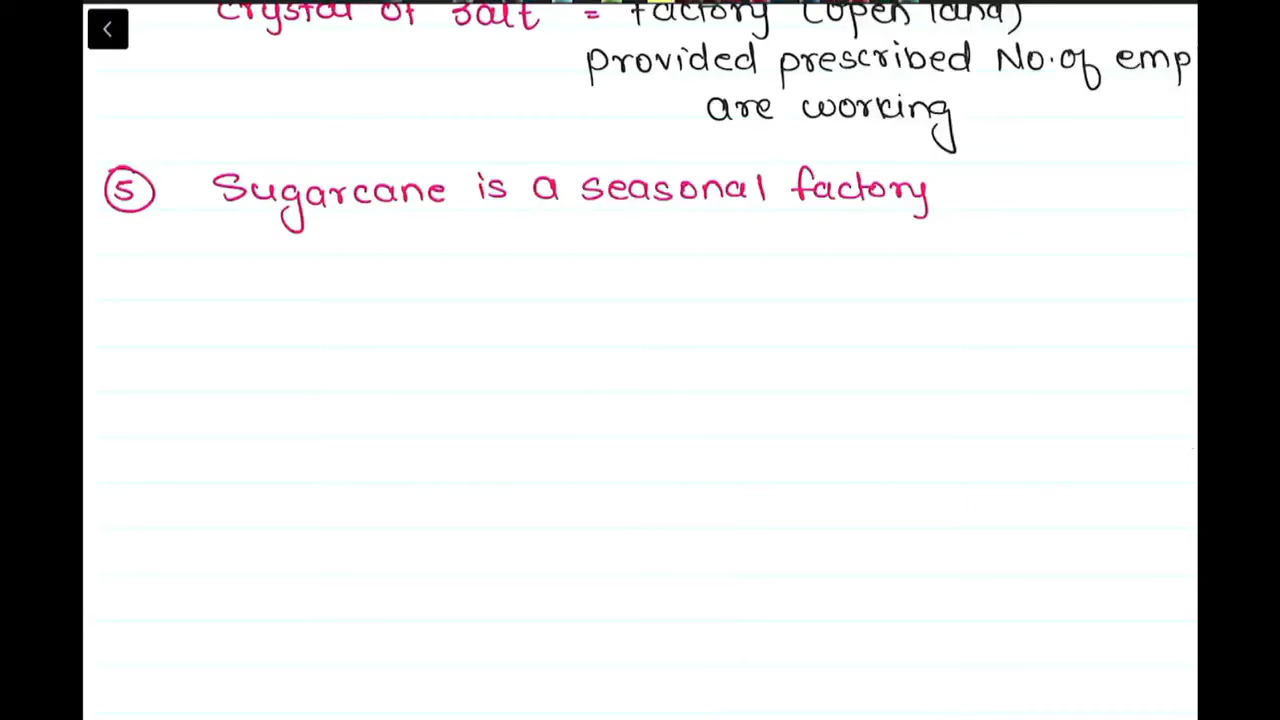 Crystal of Salt = factory (open land)
provided prescribed No. of emp
are working
5 Sugarcane is a seasonal factory